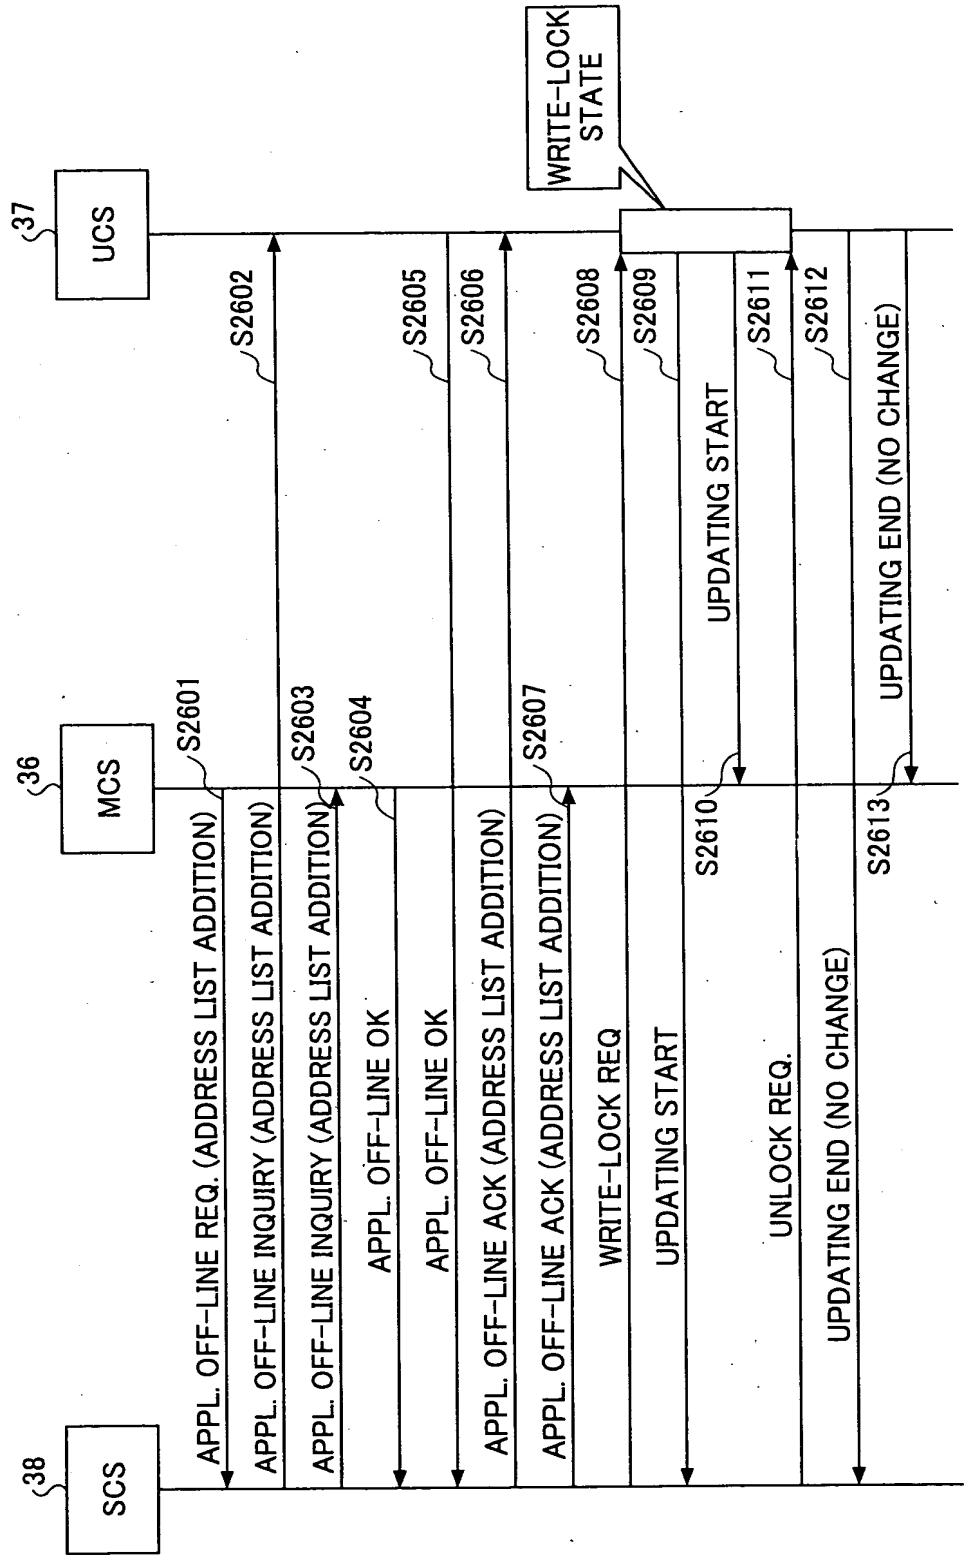 38
SCS
36
MCS
37
UCS
APPL. OFF-LINE REQ. (ADDRESS LIST ADDITION)
S2601
APPL. OFF-LINE INQUIRY (ADDRESS LIST ADDITION)
S2602
APPL. OFF-LINE INQUIRY (ADDRESS LIST ADDITION)
S2603
APPL. OFF-LINE OK
S2604
APPL. OFF-LINE OK
S2605
APPL. OFF-LINE ACK (ADDRESS LIST ADDITION)
S2606
APPL. OFF-LINE ACK (ADDRESS LIST ADDITION)
S2607
WRITE-LOCK REQ
S2608
WRITE-LOCK
STATE
UPDATING START
S2609
UPDATING START
S2610
UNLOCK REQ.
S2611
UPDATING END (NO CHANGE)
S2612
UPDATING END (NO CHANGE)
S2613